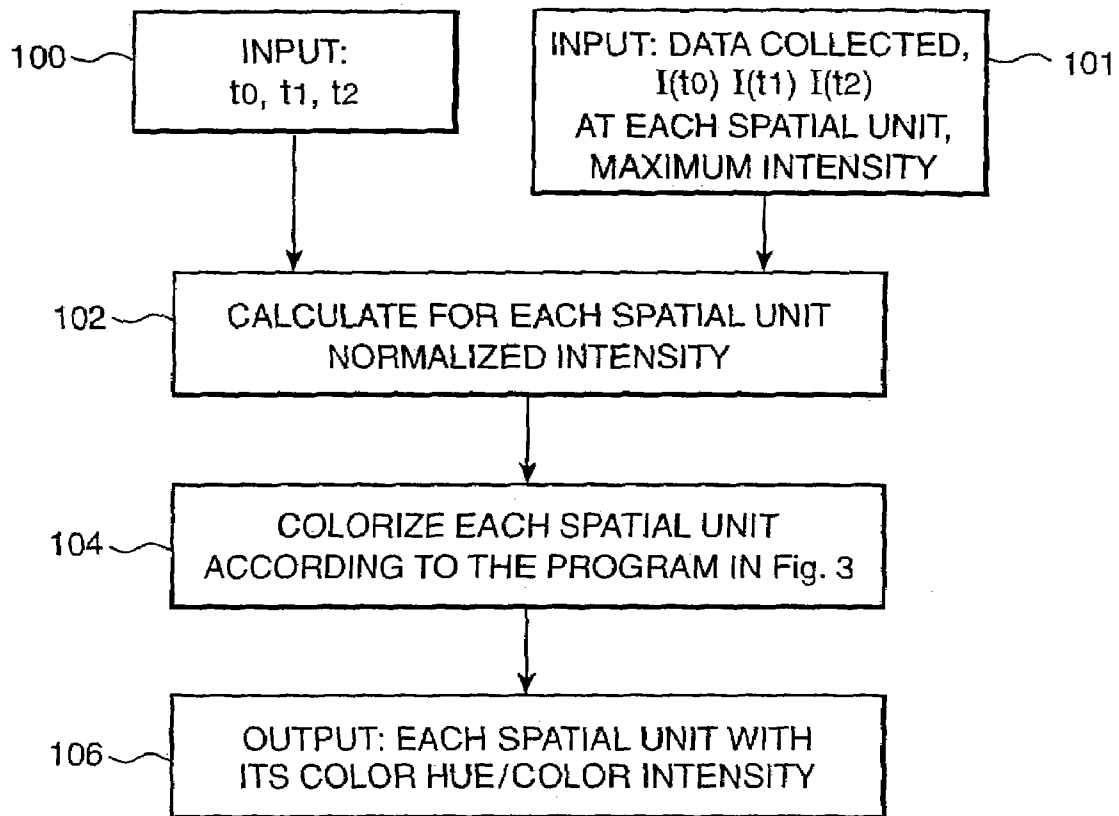 100
INPUT:
t0, t1, t2
INPUT: DATA COLLECTED,
I(t0) I(t1) I(t2)
AT EACH SPATIAL UNIT,
MAXIMUM INTENSITY
101
102
CALCULATE FOR EACH SPATIAL UNIT
NORMALIZED INTENSITY
104
COLORIZE EACH SPATIAL UNIT
ACCORDING TO THE PROGRAM IN Fig. 3
106
OUTPUT: EACH SPATIAL UNIT WITH
ITS COLOR HUE/COLOR INTENSITY